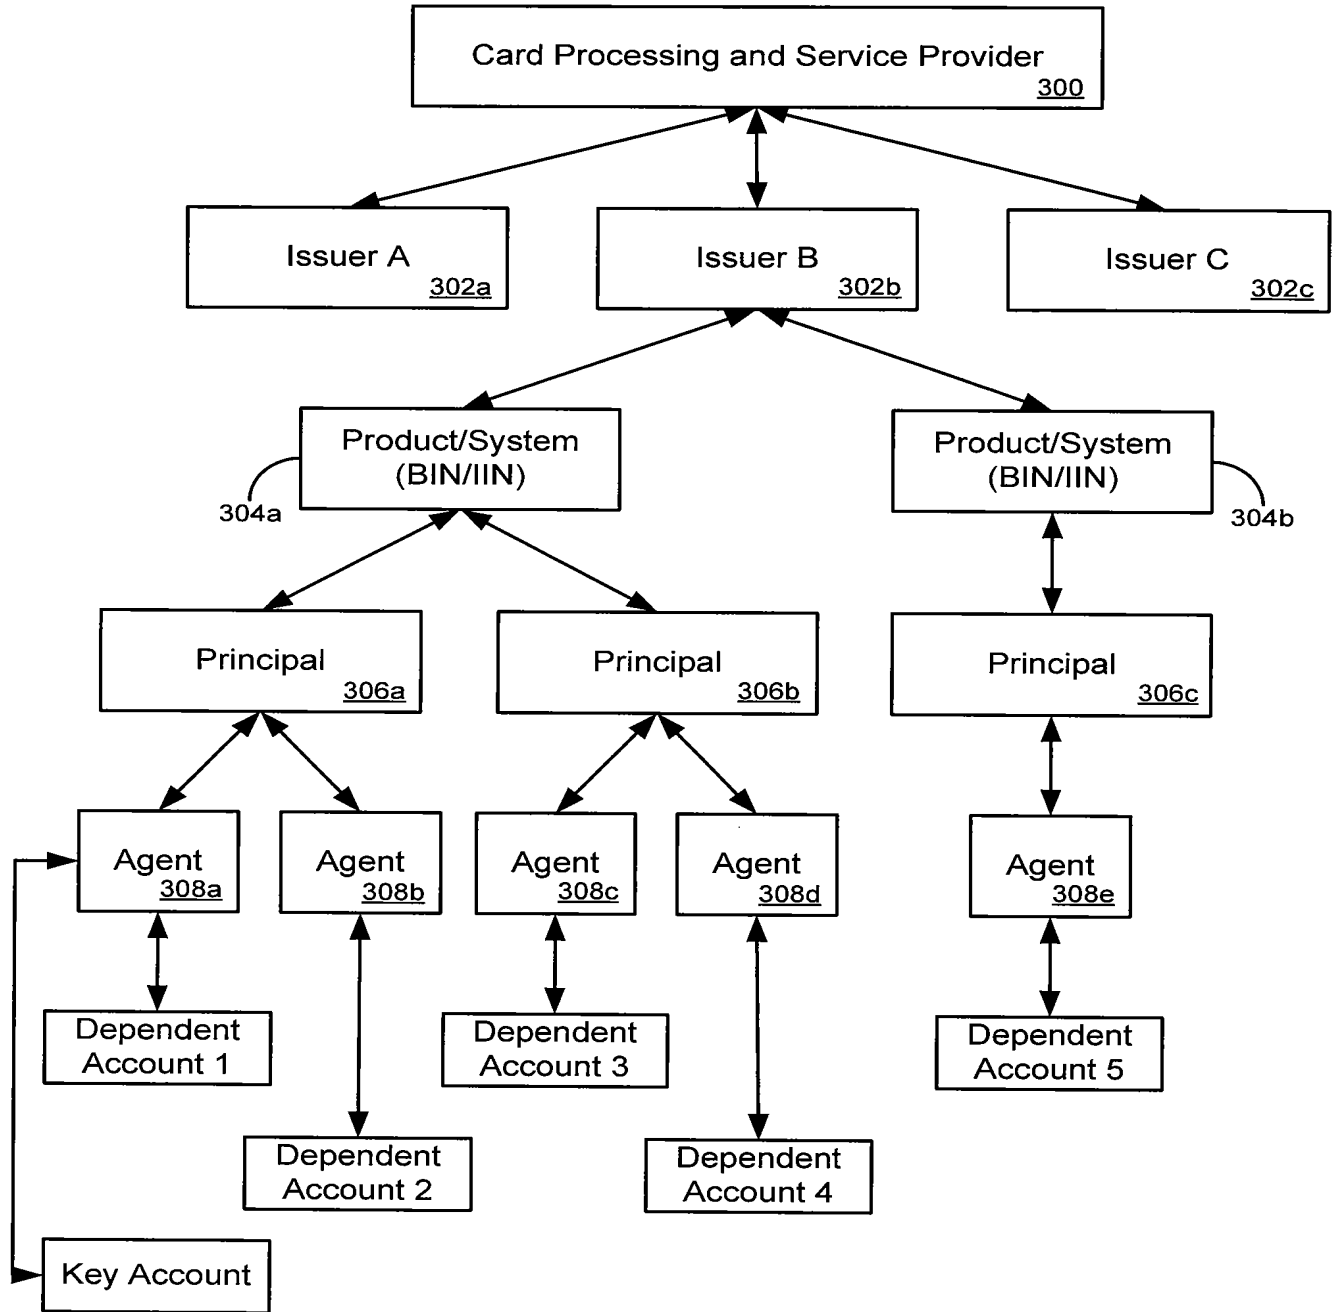 Card Processing and Service Provider
300
Issuer A
302a
Issuer B
302b
Issuer C
302c
Product/System
(BIN/IIN)
304a
Product/System
(BIN/IIN)
304b
Principal
306a
Principal
306b
Principal
306c
Agent
308a
Agent
308b
Agent
308c
Agent
308d
Agent
308e
Dependent
Account 1
Dependent
Account 3
Dependent
Account 5
Dependent
Account 2
Dependent
Account 4
Key Account